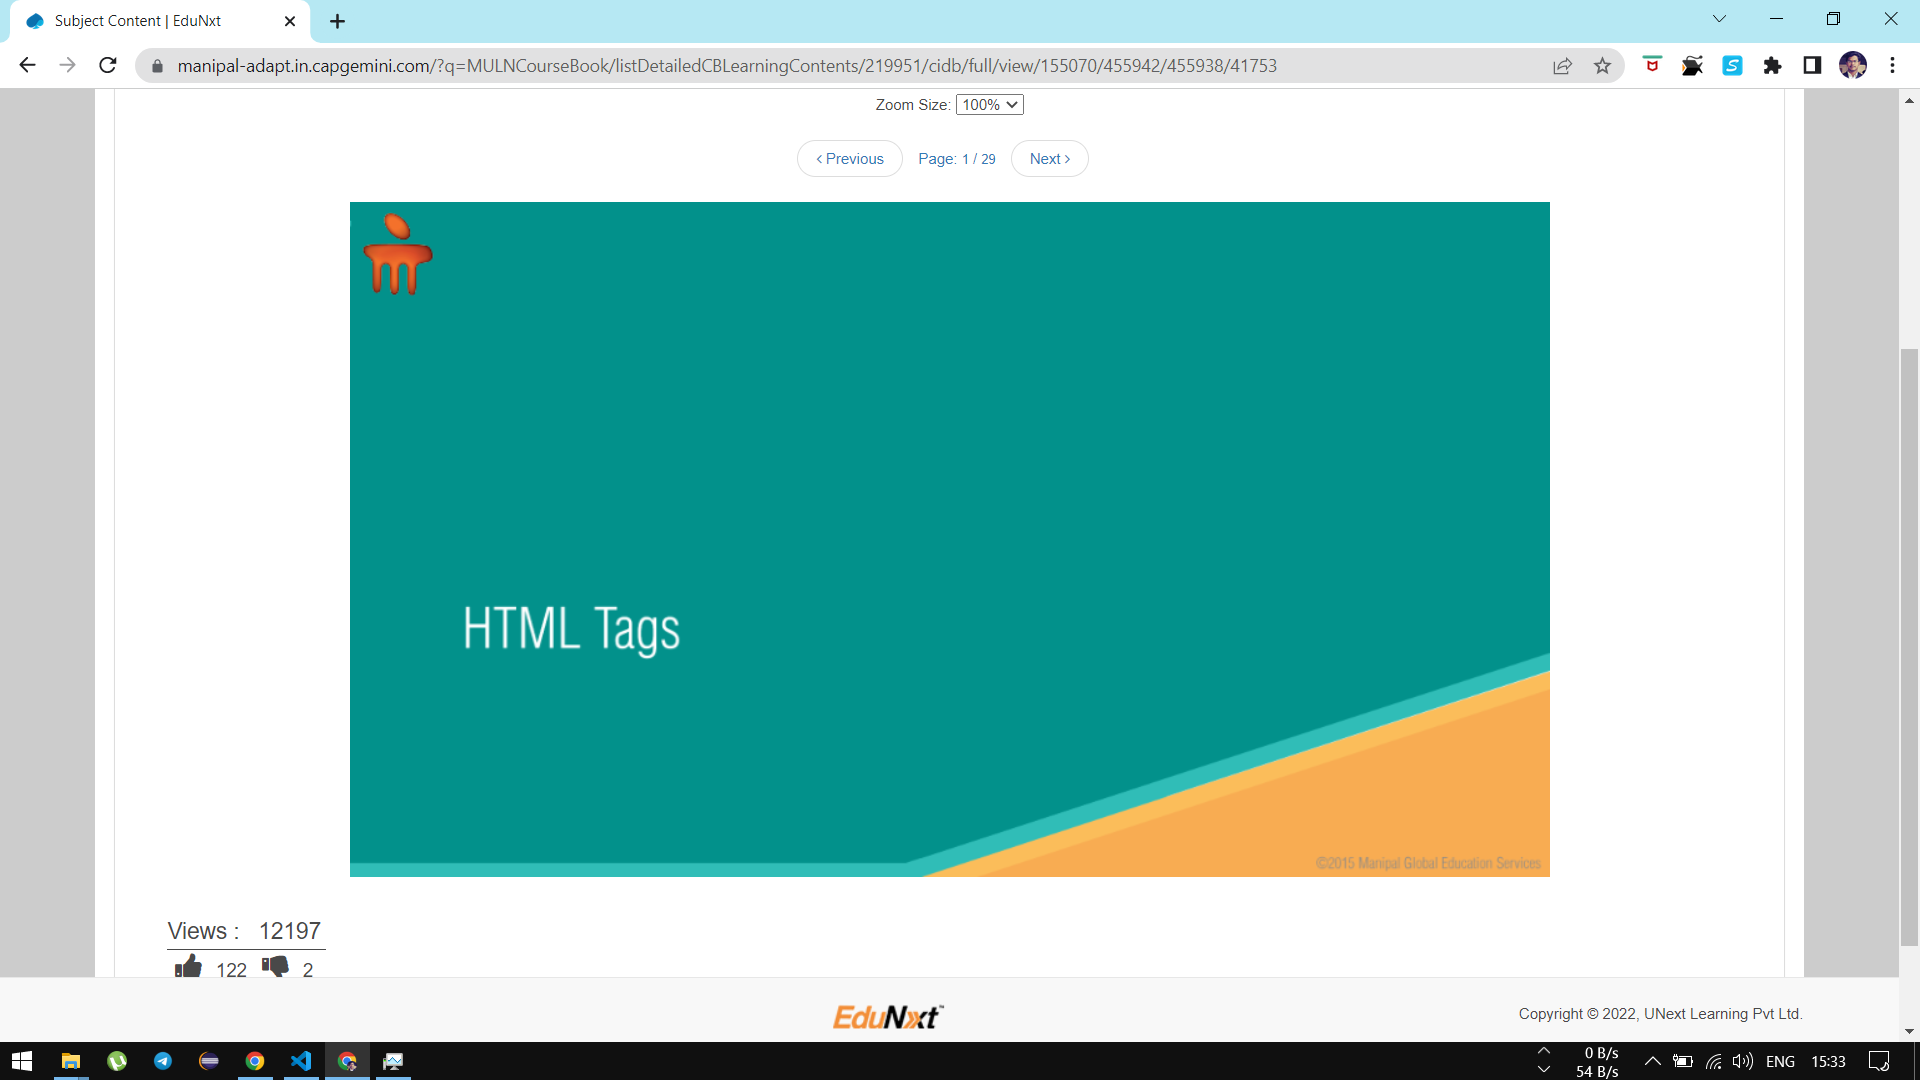 Subject Content | EduNxt
manipal-adapt.in.capgemini.com/?q=MULNCourseBook/listDetailedCBLearningContents/219951/cidb/full/view/155070/455942/455938/41753
Zoom Size: 100%
‹ Previous Page: 1 / 29 Next ›
HTML Tags
©2015 Manipal Global Education Services
Views : 12197
122 2
EduNxt™
Copyright © 2022, UNext Learning Pvt Ltd.
0 B/s
54 B/s
ENG 15:33